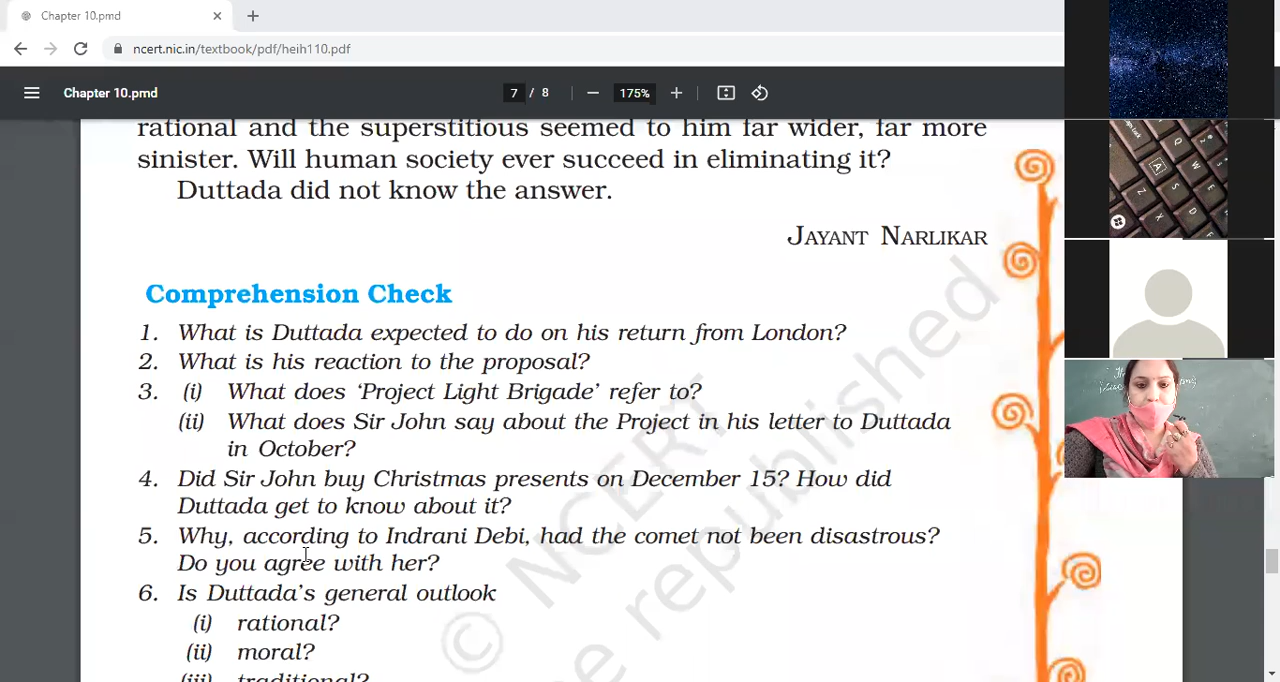 Chapter 10.pmd
ncert.nic.in/textbook/pdf/heih110.pdf
Chapter 10.pmd
7 / 8
175%
rational and the superstitious seemed to him far wider, far more
sinister. Will human society ever succeed in eliminating it?
Duttada did not know the answer.
JAYANT NARLIKAR
Comprehension Check
1. What is Duttada expected to do on his return from London?
2. What is his reaction to the proposal?
3. (i) What does ‘Project Light Brigade’ refer to?
(ii) What does Sir John say about the Project in his letter to Duttada
in October?
4. Did Sir John buy Christmas presents on December 15? How did
Duttada get to know about it?
5. Why, according to Indrani Debi, had the comet not been disastrous?
Do you agree with her?
6. Is Duttada’s general outlook
(i) rational?
(ii) moral?
(iii) traditional?
© NCERT
be republished